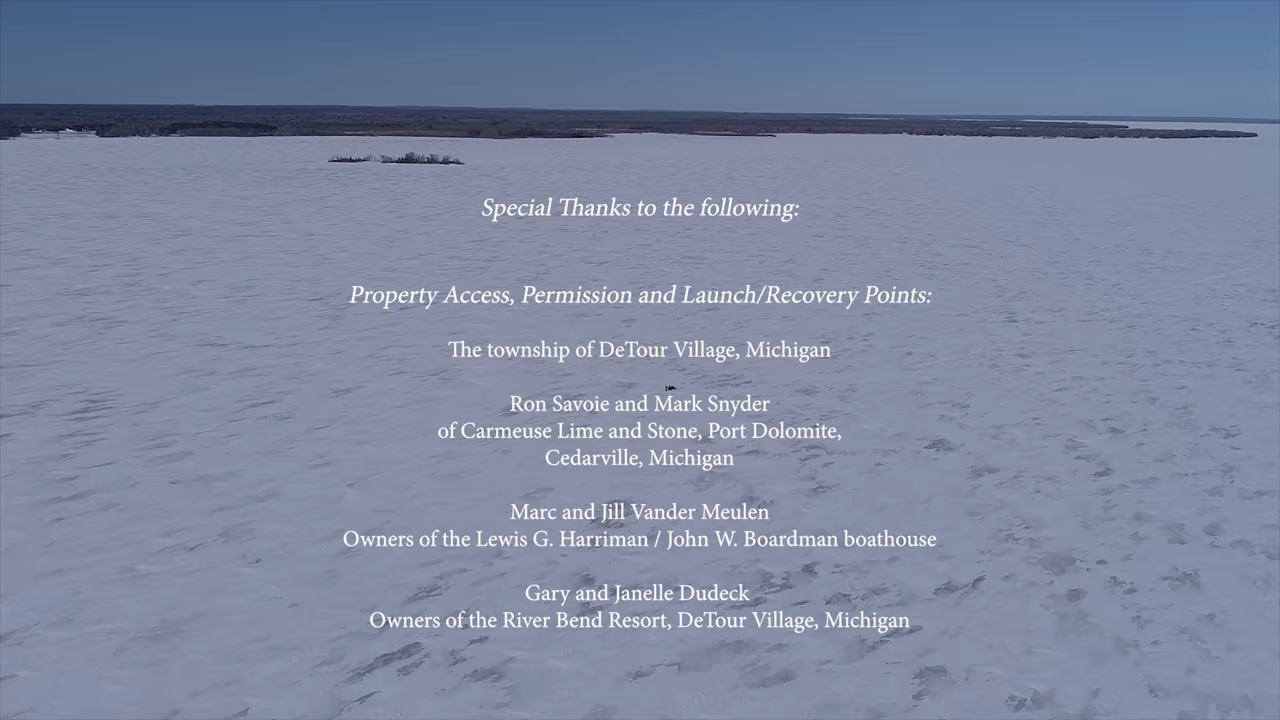 Special Thanks to the following:
Property Access, Permission and Launch/Recovery Points:
The township of DeTour Village, Michigan
Ron Savoie and Mark Snyder
of Carmeuse Lime and Stone, Port Dolomite,
Cedarville, Michigan
Marc and Jill Vander Meulen
Owners of the Lewis G. Harriman / John W. Boardman boathouse
Gary and Janelle Dudeck
Owners of the River Bend Resort, DeTour Village, Michigan